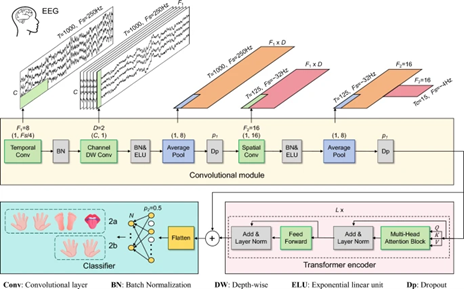 EEG
T=1000, Fs=250Hz
F₁
T=1000, Fs=250Hz
C
C
F₁ x D
T=1000, Fs=250Hz
F₁ x D
T=125, Fs=~32Hz
F₂=16
T=125, Fs=~32Hz
F₂=16
Tc=15, Fs=~4Hz
F₁=8
(1, Fs/4)
D=2
(C, 1)
(1, 8)
p₁
F₂=16
(1, 16)
(1, 8)
p₁
Temporal
Conv
BN
Channel
DW Conv
BN&
ELU
Average
Pool
Dp
Spatial
Conv
BN&
ELU
Average
Pool
Dp
Convolutional module
2a
2b
N
p₃=0.5
Flatten
Classifier
+
L x
Add &
Layer Norm
Feed
Forward
Add &
Layer Norm
Multi-Head
Attention Block
Q
K
V
Transformer encoder
Conv: Convolutional layer BN: Batch Normalization DW: Depth-wise ELU: Exponential linear unit Dp: Dropout